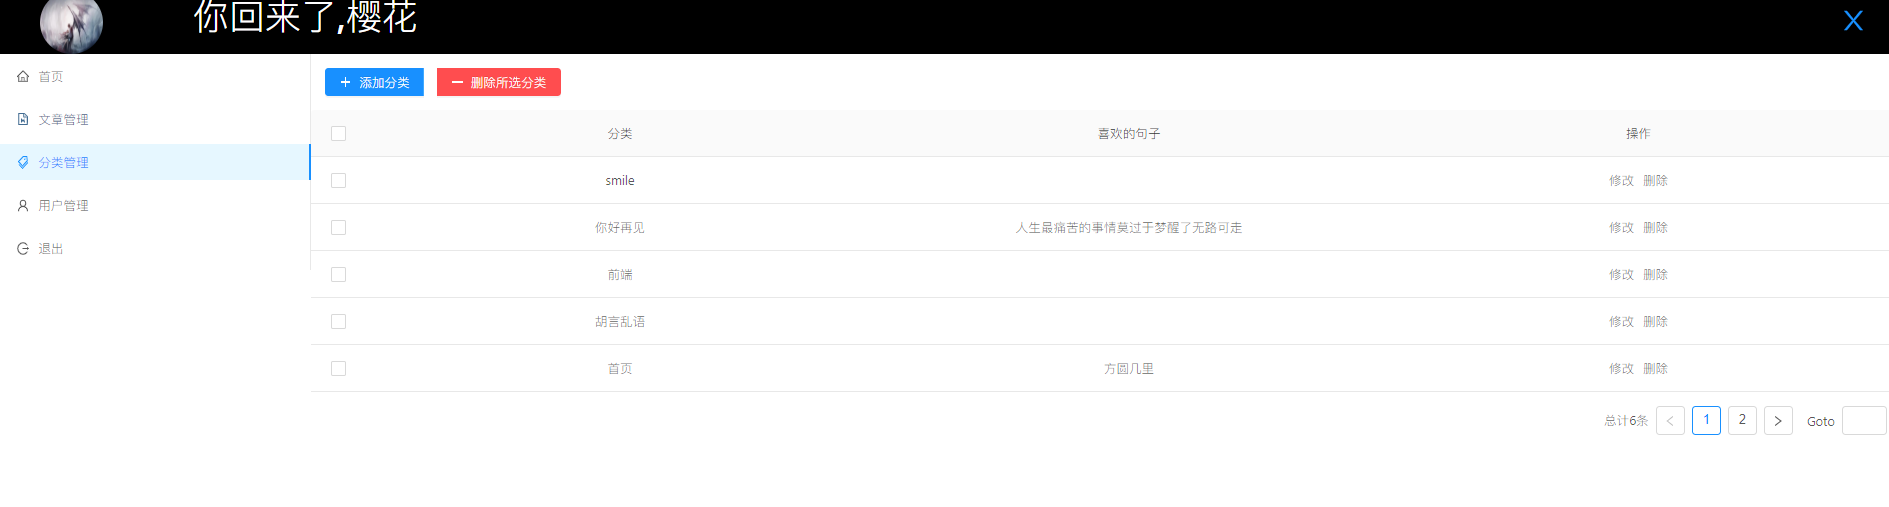 你回来了,樱花
X
首页
文章管理
分类管理
用户管理
退出
添加分类 删除所选分类
分类 喜欢的句子 操作
smile 修改 删除
你好再见 人生最痛苦的事情莫过于梦醒了无路可走 修改 删除
前端 修改 删除
胡言乱语 修改 删除
首页 方圆几里 修改 删除
总计6条 1 2 Goto